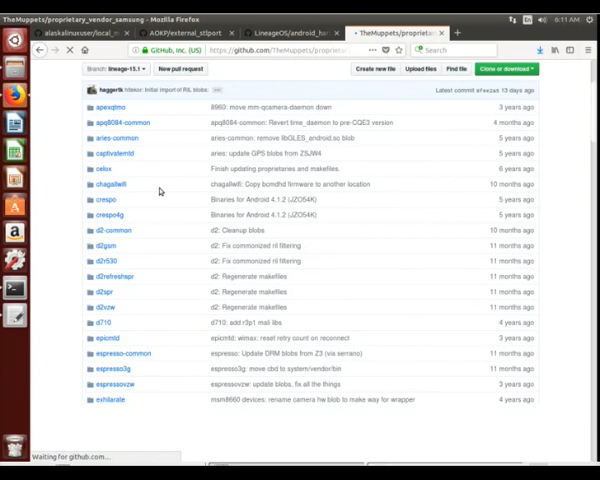 TheMuppets/proprietary_vendor_samsung - Mozilla Firefox
En
6:11 AM
alaskalinuxuser/local_m
AOKP/external_stlport
LineageOS/android_har
TheMuppets/proprietar
GitHub, Inc. (US)
https://github.com/TheMuppets/proprietar
Search
Branch: lineage-15.1
New pull request
Create new file
Upload files
Find file
Clone or download
haggertk hltekor: Initial import of RIL blobs.
Latest commit
13 days ago
apexqtmo
8960: move mm-qcamera-daemon down
3 years ago
apq8084-common
apq8084-common: Revert time_daemon to pre-CQE3 version
4 months ago
aries-common
aries-common: remove libGLES_android.so blob
5 years ago
captivatemtd
aries: update GPS blobs from ZSJW4
5 years ago
celox
Finish updating proprietaries and makefiles.
6 years ago
chagallwifi
chagallwifi: Copy bcmdhd firmware to another location
10 months ago
crespo
Binaries for Android 4.1.2 (JZO54K)
5 years ago
crespo4g
Binaries for Android 4.1.2 (JZO54K)
5 years ago
d2-common
d2: Cleanup blobs
10 months ago
d2gsm
d2: Fix commonized ril filtering
11 months ago
d2r530
d2: Fix commonized ril filtering
11 months ago
d2refreshspr
d2: Regenerate makefiles
11 months ago
d2spr
d2: Regenerate makefiles
11 months ago
d2vzw
d2: Regenerate makefiles
11 months ago
d710
d710: add r3p1 mali libs
4 years ago
epicmtd
epicmtd: wimax: reset retry count on reconnect
3 years ago
espresso-common
espresso: Update DRM blobs from Z3 (via serrano)
11 months ago
espresso3g
espresso3g: move cbd to system/vendor/bin
11 months ago
espressovzw
espressovzw: update blobs, fix all the things
3 years ago
exhilarate
msm8660 devices: rename camera hw blob to make way for wrapper
4 years ago
Waiting for github.com...